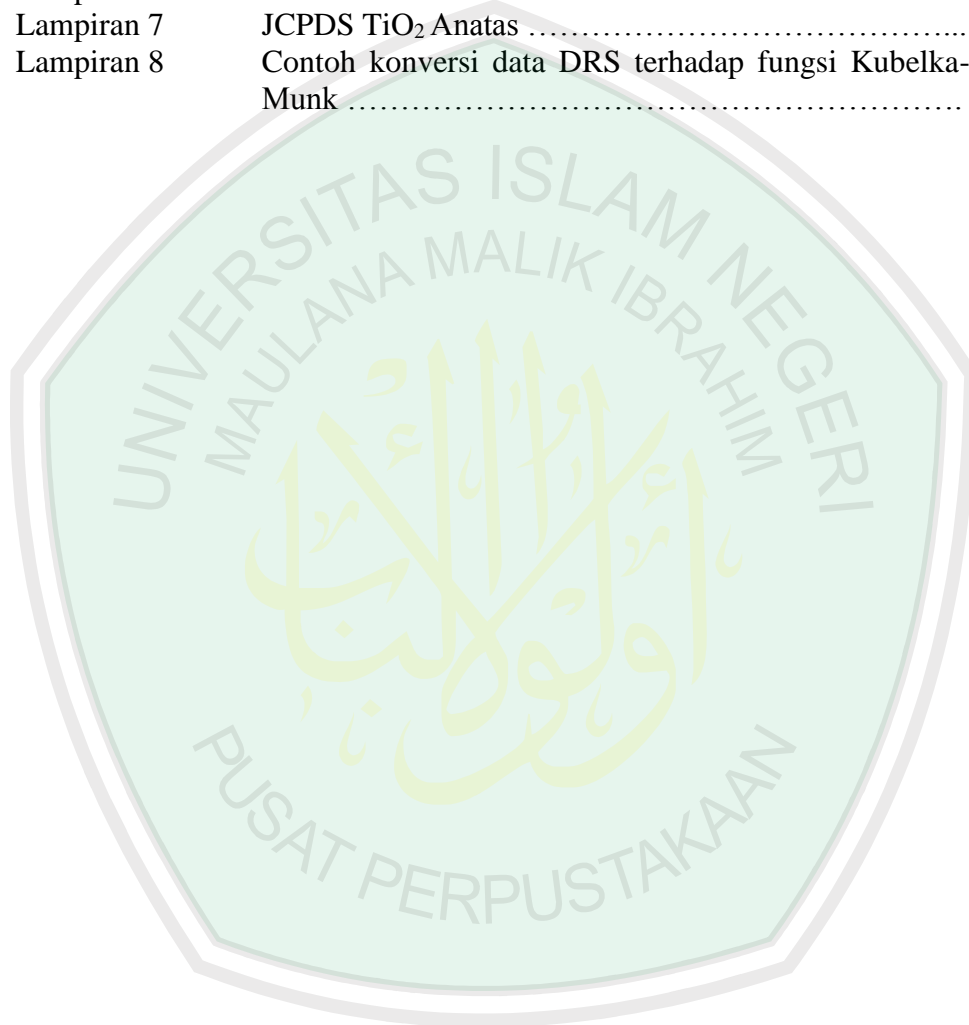 Lampiran 7 JCPDS TiO₂ Anatas …………………………………...
Lampiran 8 Contoh konversi data DRS terhadap fungsi Kubelka-
Munk ………………………………………………….
UNIVERSITAS ISLAM NEGERI
MAULANA MALIK IBRAHIM
PUSAT PERPUSTAKAAN